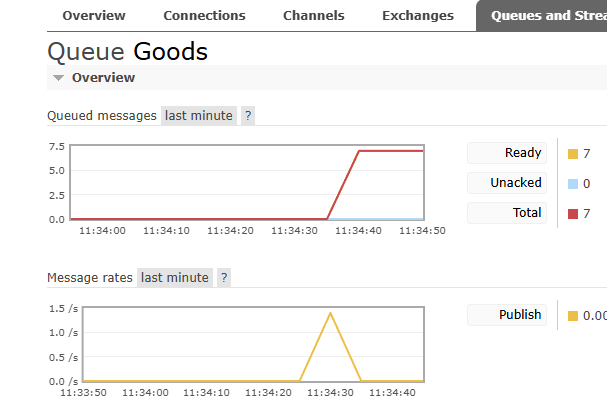 Overview Connections Channels Exchanges Queues and Strea
Queue Goods
Overview
Queued messages last minute ?
7.5
5.0
2.5
0.0
11:34:00 11:34:10 11:34:20 11:34:30 11:34:40 11:34:50
Ready 7
Unacked 0
Total 7
Message rates last minute ?
1.5 /s
1.0 /s
0.5 /s
0.0 /s
11:33:50 11:34:00 11:34:10 11:34:20 11:34:30 11:34:40
Publish 0.00